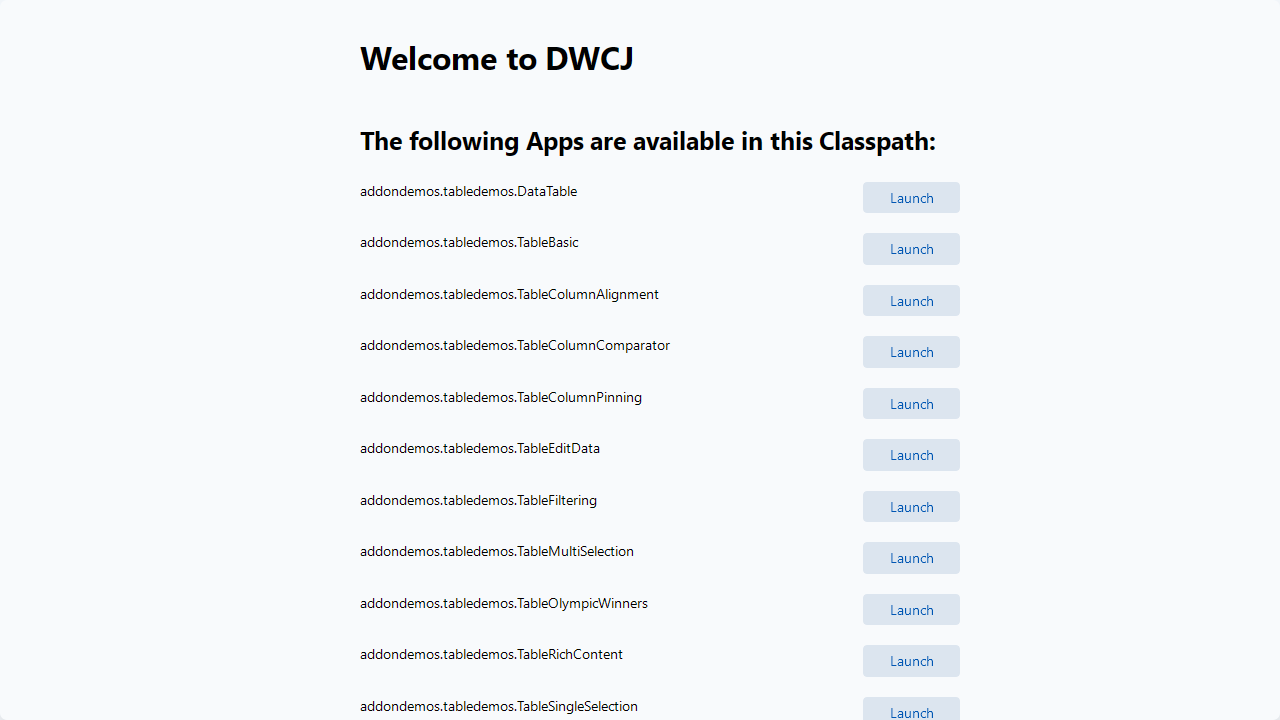 Welcome to DWCJ
The following Apps are available in this Classpath:
addondemos.tabledemos.DataTable Launch
addondemos.tabledemos.TableBasic Launch
addondemos.tabledemos.TableColumnAlignment Launch
addondemos.tabledemos.TableColumnComparator Launch
addondemos.tabledemos.TableColumnPinning Launch
addondemos.tabledemos.TableEditData Launch
addondemos.tabledemos.TableFiltering Launch
addondemos.tabledemos.TableMultiSelection Launch
addondemos.tabledemos.TableOlympicWinners Launch
addondemos.tabledemos.TableRichContent Launch
addondemos.tabledemos.TableSingleSelection Launch